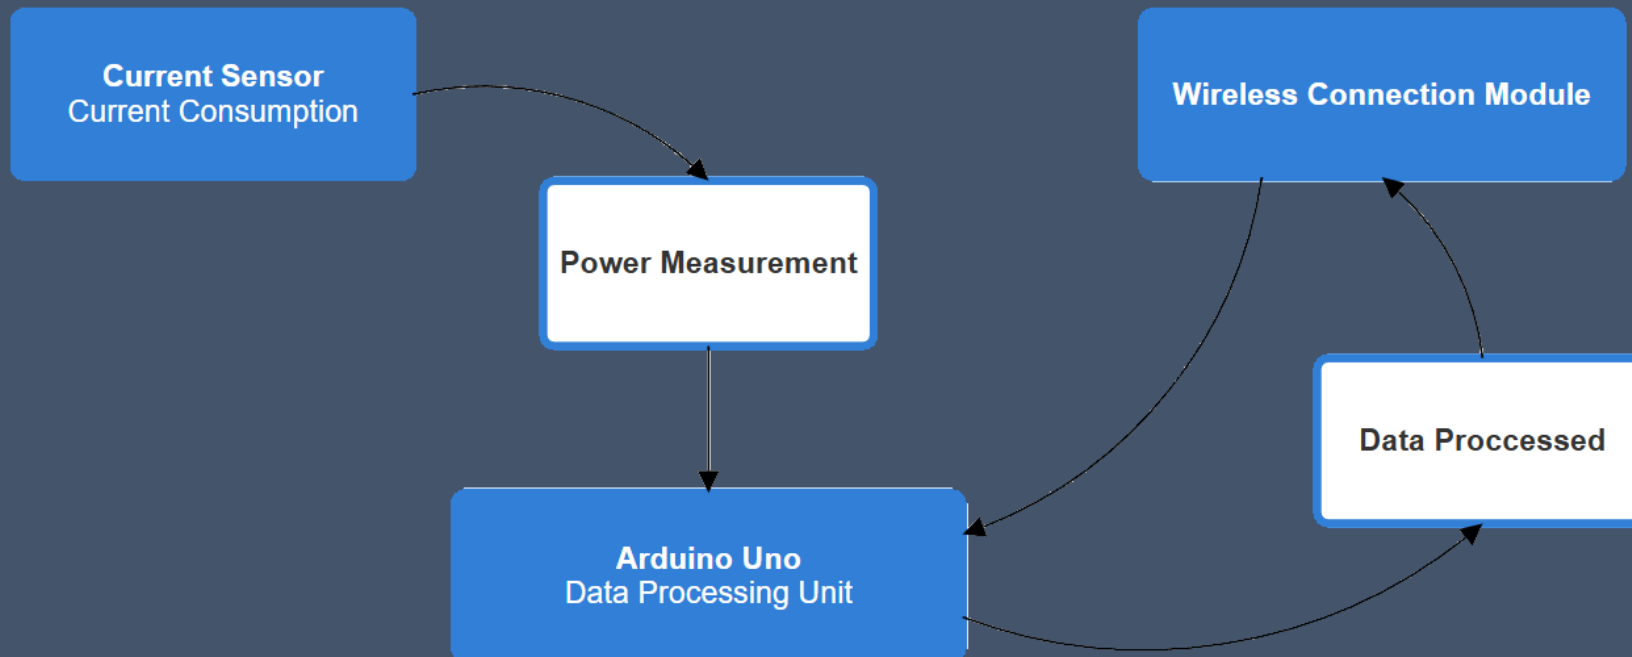 Current Sensor
Current Consumption
Wireless Connection Module
Power Measurement
Data Proccessed
Arduino Uno
Data Processing Unit